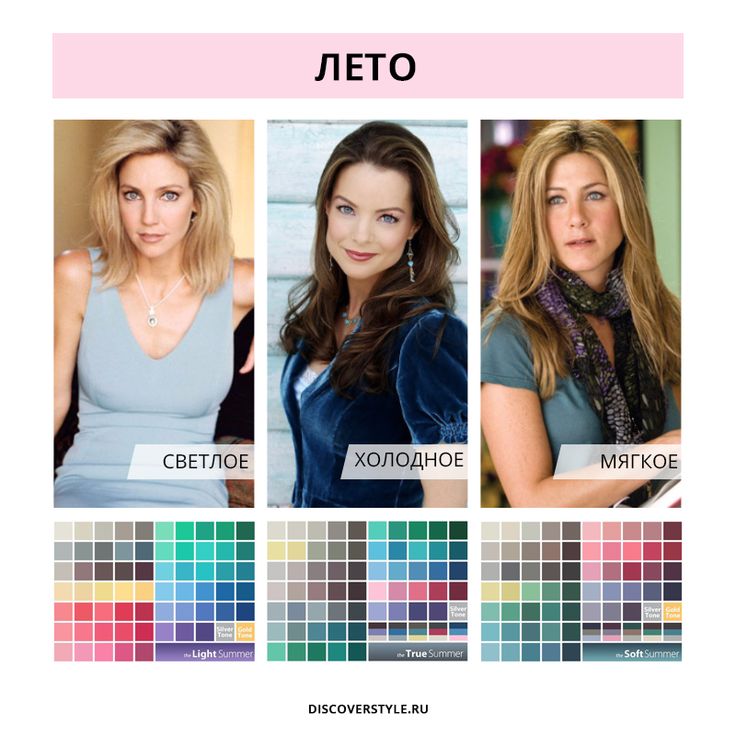 ЛЕТО
СВЕТЛОЕ
ХОЛОДНОЕ
МЯГКОЕ
Silver
Tone
Gold
Tone
the Light Summer
Silver
Tone
the True Summer
Silver
Tone
Gold
Tone
the Soft Summer
DISCOVERSTYLE.RU